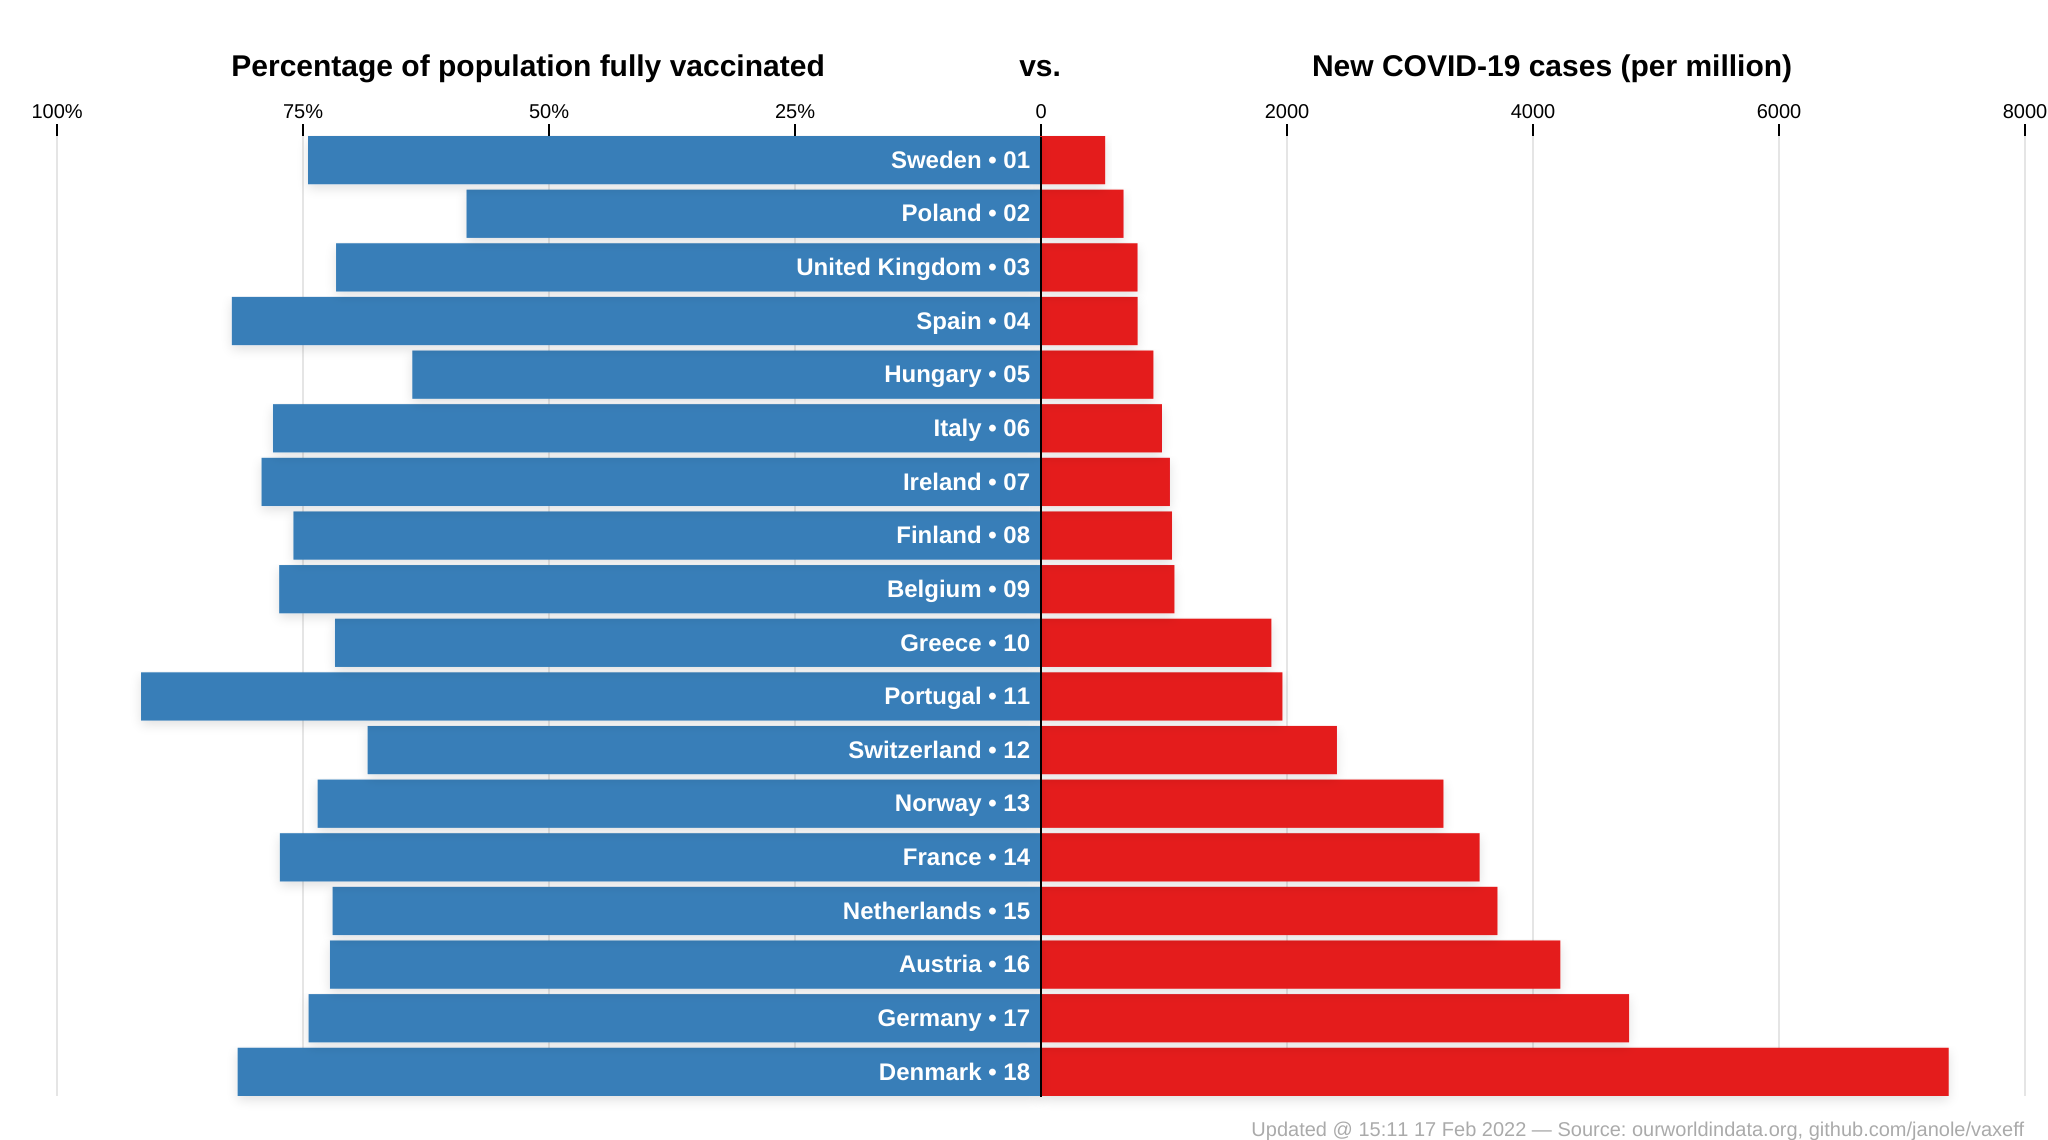 Percentage of population fully vaccinated vs. New COVID-19 cases (per million)
100% 75% 50% 25% 0 2000 4000 6000 8000
Sweden • 01
Poland • 02
United Kingdom • 03
Spain • 04
Hungary • 05
Italy • 06
Ireland • 07
Finland • 08
Belgium • 09
Greece • 10
Portugal • 11
Switzerland • 12
Norway • 13
France • 14
Netherlands • 15
Austria • 16
Germany • 17
Denmark • 18
Updated @ 15:11 17 Feb 2022 — Source: ourworldindata.org, github.com/janole/vaxeff